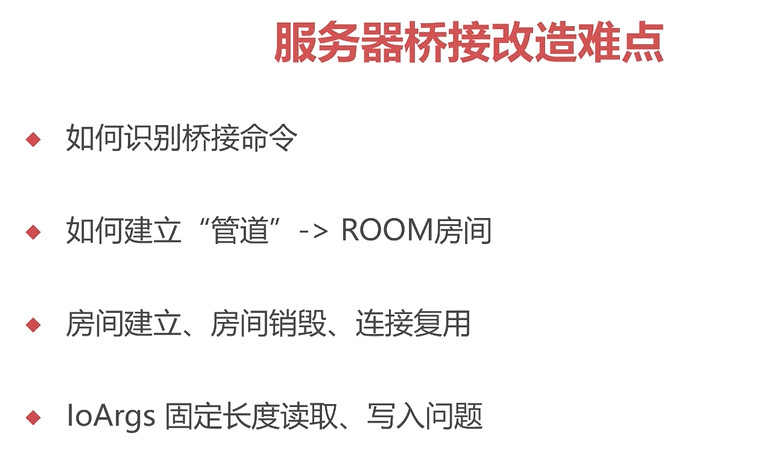 服务器桥接改造难点
如何识别桥接命令
如何建立“管道”-> ROOM房间
房间建立、房间销毁、连接复用
IoArgs 固定长度读取、写入问题